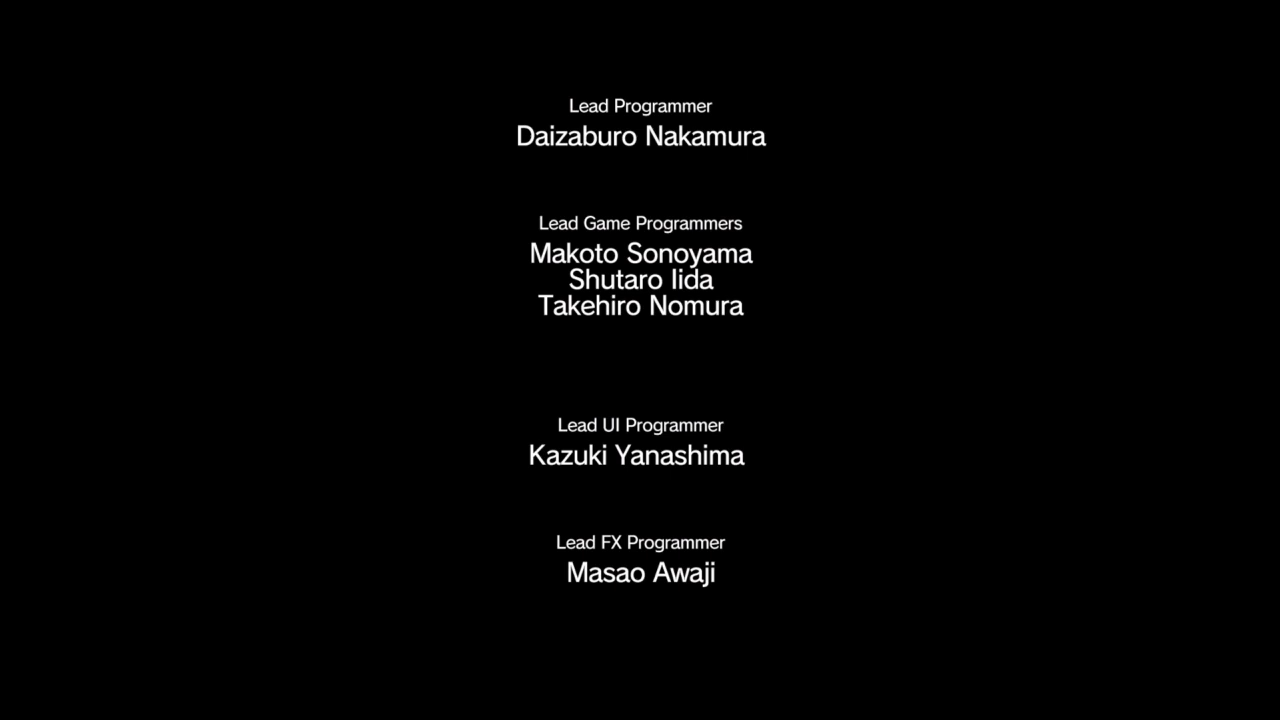 Lead Programmer
Daizaburo Nakamura
Lead Game Programmers
Makoto Sonoyama
Shutaro Iida
Takehiro Nomura
Lead UI Programmer
Kazuki Yanashima
Lead FX Programmer
Masao Awaji